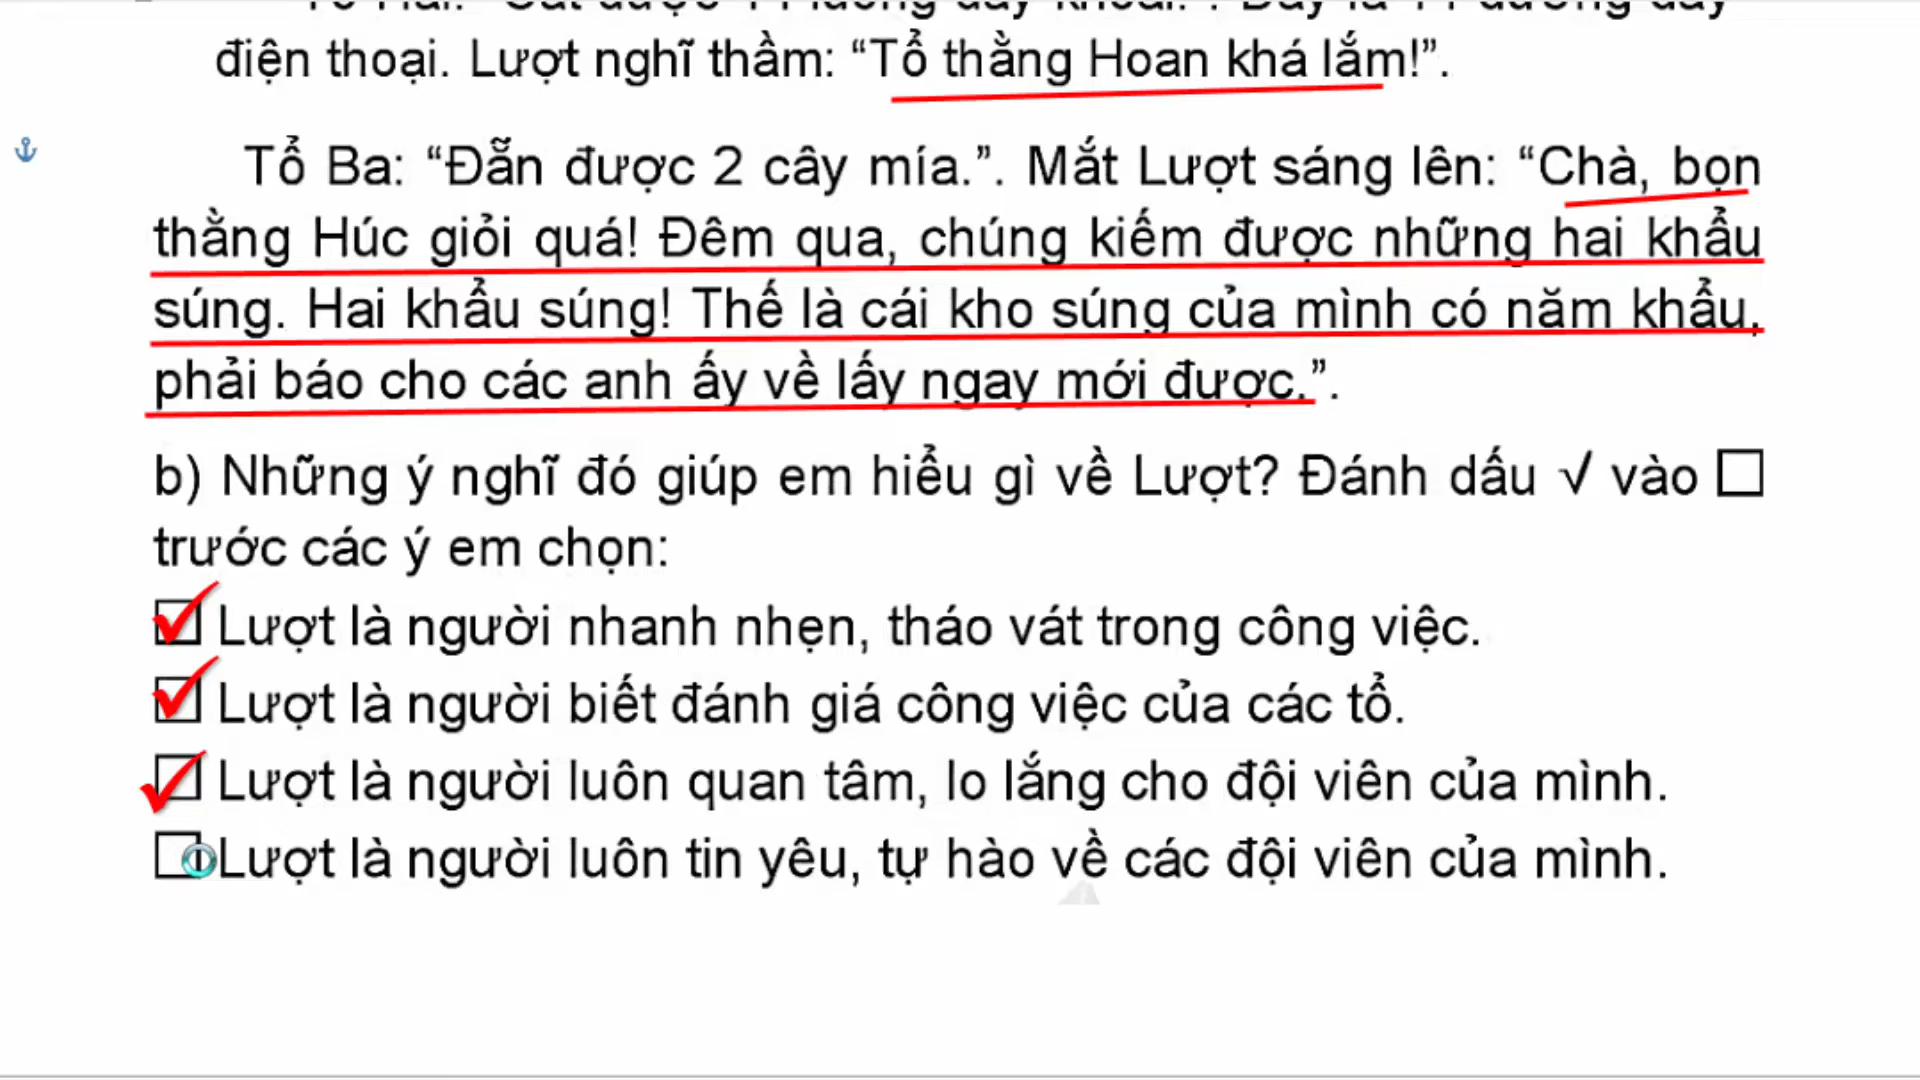 điện thoại. Lượt nghĩ thầm: “Tổ thằng Hoan khá lắm!”.
Tổ Ba: “Đẵn được 2 cây mía.”. Mắt Lượt sáng lên: “Chà, bọn
thằng Húc giỏi quá! Đêm qua, chúng kiếm được những hai khẩu
súng. Hai khẩu súng! Thế là cái kho súng của mình có năm khẩu,
phải báo cho các anh ấy về lấy ngay mới được.”.
b) Những ý nghĩ đó giúp em hiểu gì về Lượt? Đánh dấu √ vào □
trước các ý em chọn:
Lượt là người nhanh nhẹn, tháo vát trong công việc.
Lượt là người biết đánh giá công việc của các tổ.
Lượt là người luôn quan tâm, lo lắng cho đội viên của mình.
Lượt là người luôn tin yêu, tự hào về các đội viên của mình.